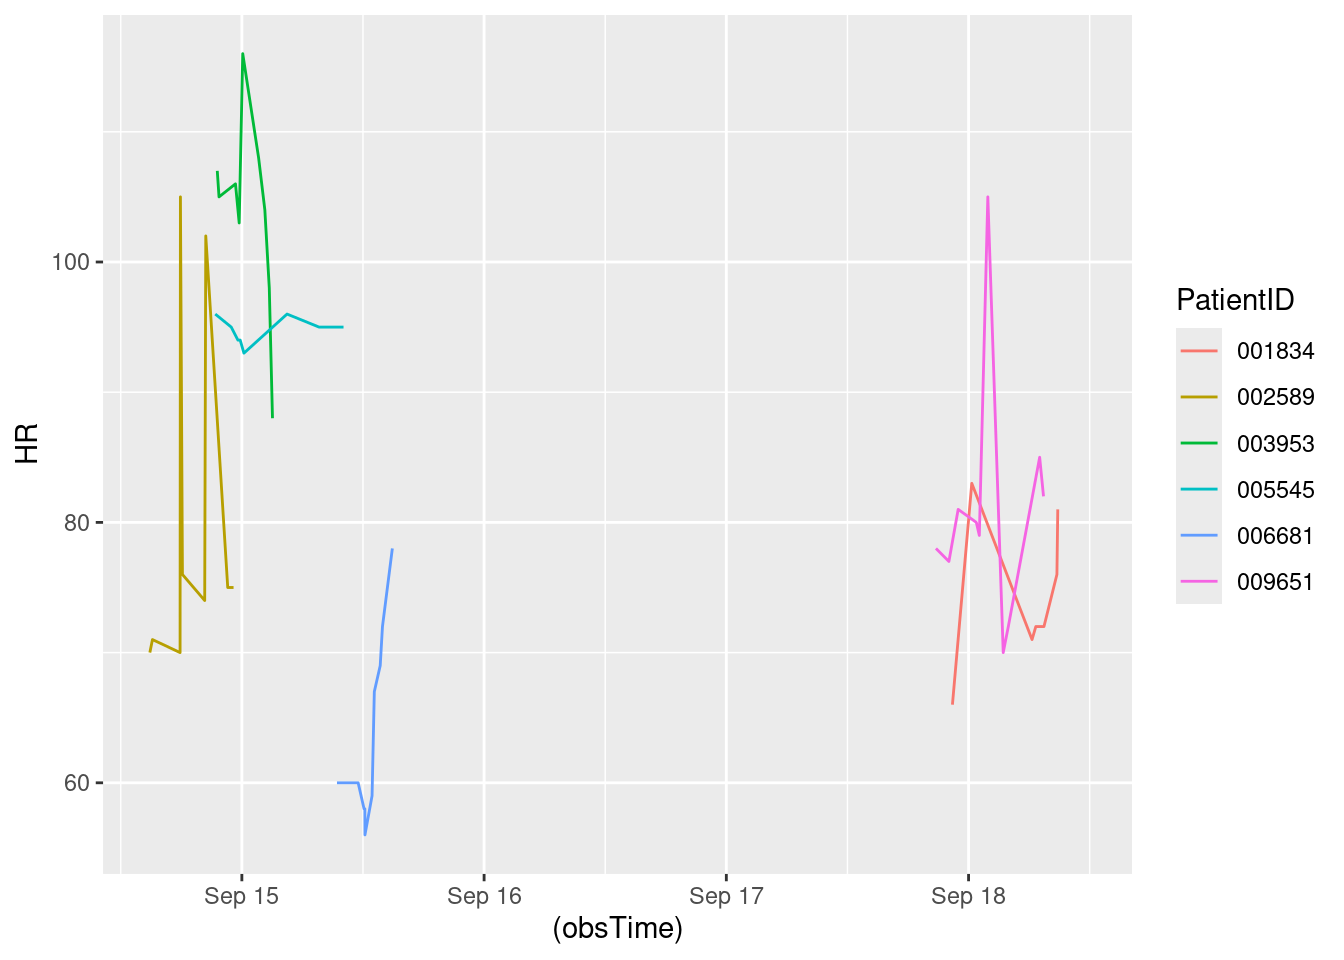 HR
100
80
60
Sep 15
Sep 16
Sep 17
Sep 18
(obsTime)
PatientID
001834
002589
003953
005545
006681
009651